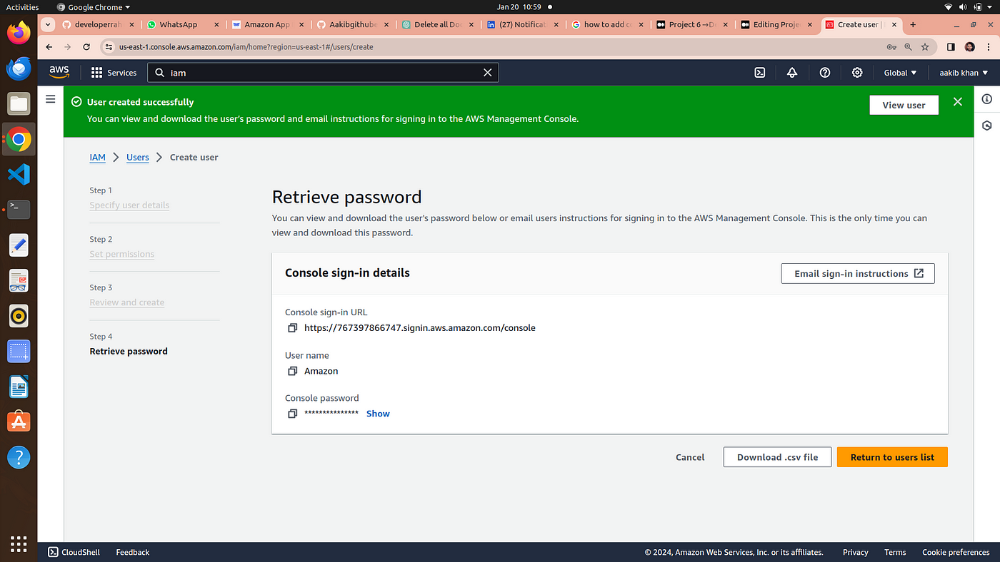 Activities
Google Chrome
Jan 20 10:59
developerrah
WhatsApp
Amazon App
Aakibgithube
Delete all Doc
(27) Notificat
how to add co
Project 6→De
Editing Projec
Create user |
us-east-1.console.aws.amazon.com/iam/home?region=us-east-1#/users/create
aws
Services
iam
Global
aakib khan
User created successfully
You can view and download the user's password and email instructions for signing in to the AWS Management Console.
View user
IAM
Users
Create user
Step 1
Specify user details
Step 2
Set permissions
Step 3
Review and create
Step 4
Retrieve password
Retrieve password
You can view and download the user's password below or email users instructions for signing in to the AWS Management Console. This is the only time you can
view and download this password.
Console sign-in details
Email sign-in instructions
Console sign-in URL
https://767397866747.signin.aws.amazon.com/console
User name
Amazon
Console password
*************** Show
Cancel
Download .csv file
Return to users list
CloudShell
Feedback
© 2024, Amazon Web Services, Inc. or its affiliates.
Privacy
Terms
Cookie preferences